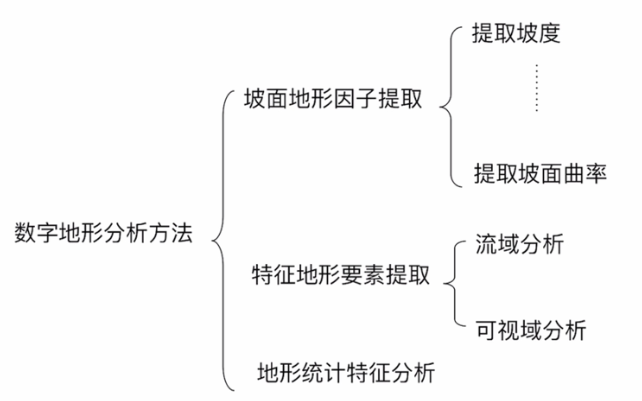 提取坡度
坡面地形因子提取
提取坡面曲率
数字地形分析方法
流域分析
特征地形要素提取
可视域分析
地形统计特征分析